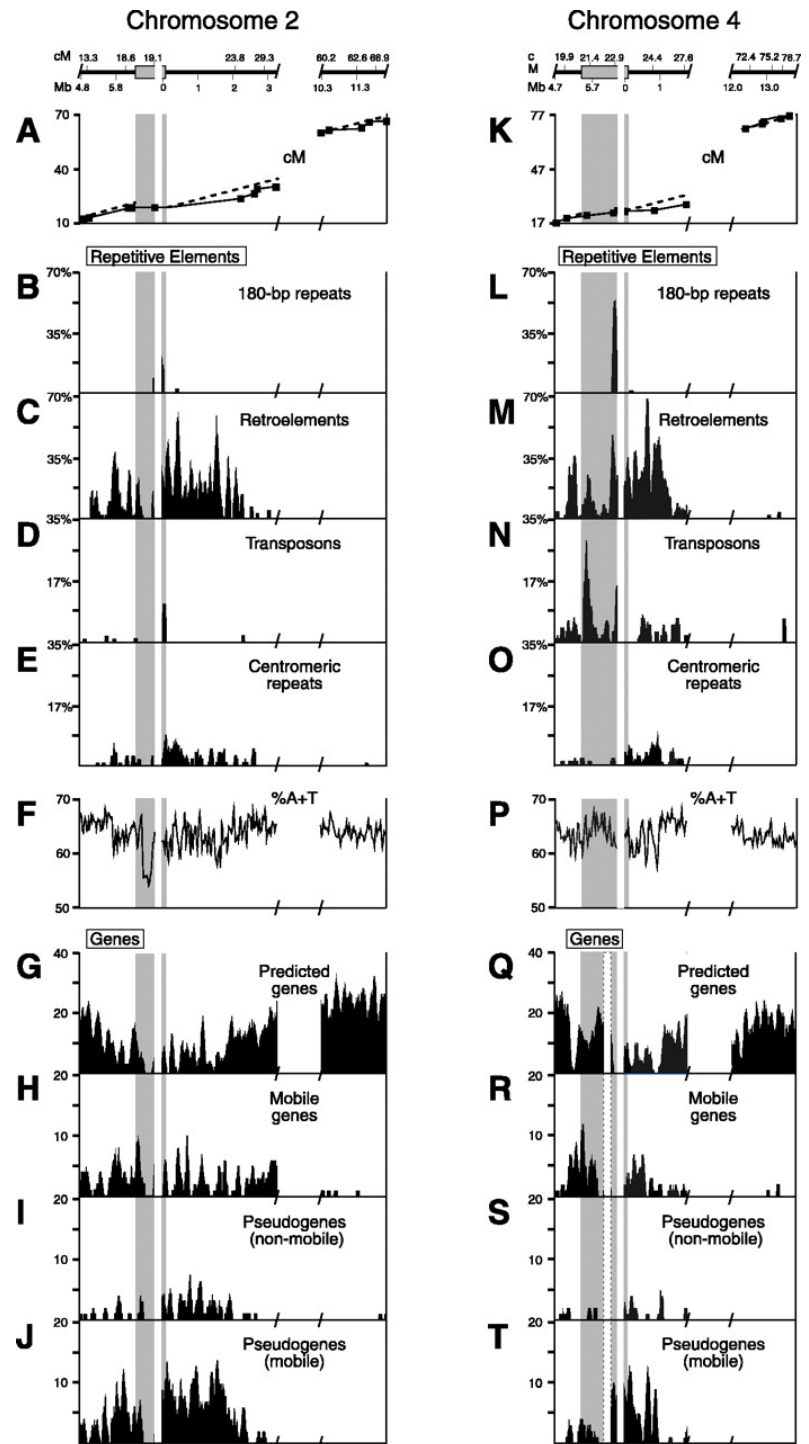 Chromosome 2
Chromosome 4
cM 13.3 18.6 19.1 23.8 29.3 60.2 62.6 68.9
Mb 4.8 5.8 0 1 2 3 10.3 11.3
c
M
19.9 21.4 22.9 24.4 27.6 72.4 75.2 78.7
Mb 4.7 5.7 0 1 12.0 13.0
A
70
40
10
cM
K
77
47
17
cM
Repetitive Elements
Repetitive Elements
B
70%
35%
180-bp repeats
L
70%
35%
180-bp repeats
C
70%
35%
35%
Retroelements
M
70%
35%
35%
Retroelements
D
17%
35%
Transposons
N
17%
35%
Transposons
E
17%
Centromeric
repeats
O
17%
Centromeric
repeats
F
70
60
50
%A+T
P
70
60
50
%A+T
Genes
Genes
G
40
20
20
Predicted
genes
Q
40
20
20
Predicted
genes
H
10
20
Mobile
genes
R
10
20
Mobile
genes
I
10
20
Pseudogenes
(non-mobile)
S
10
20
Pseudogenes
(non-mobile)
J
10
Pseudogenes
(mobile)
T
10
Pseudogenes
(mobile)